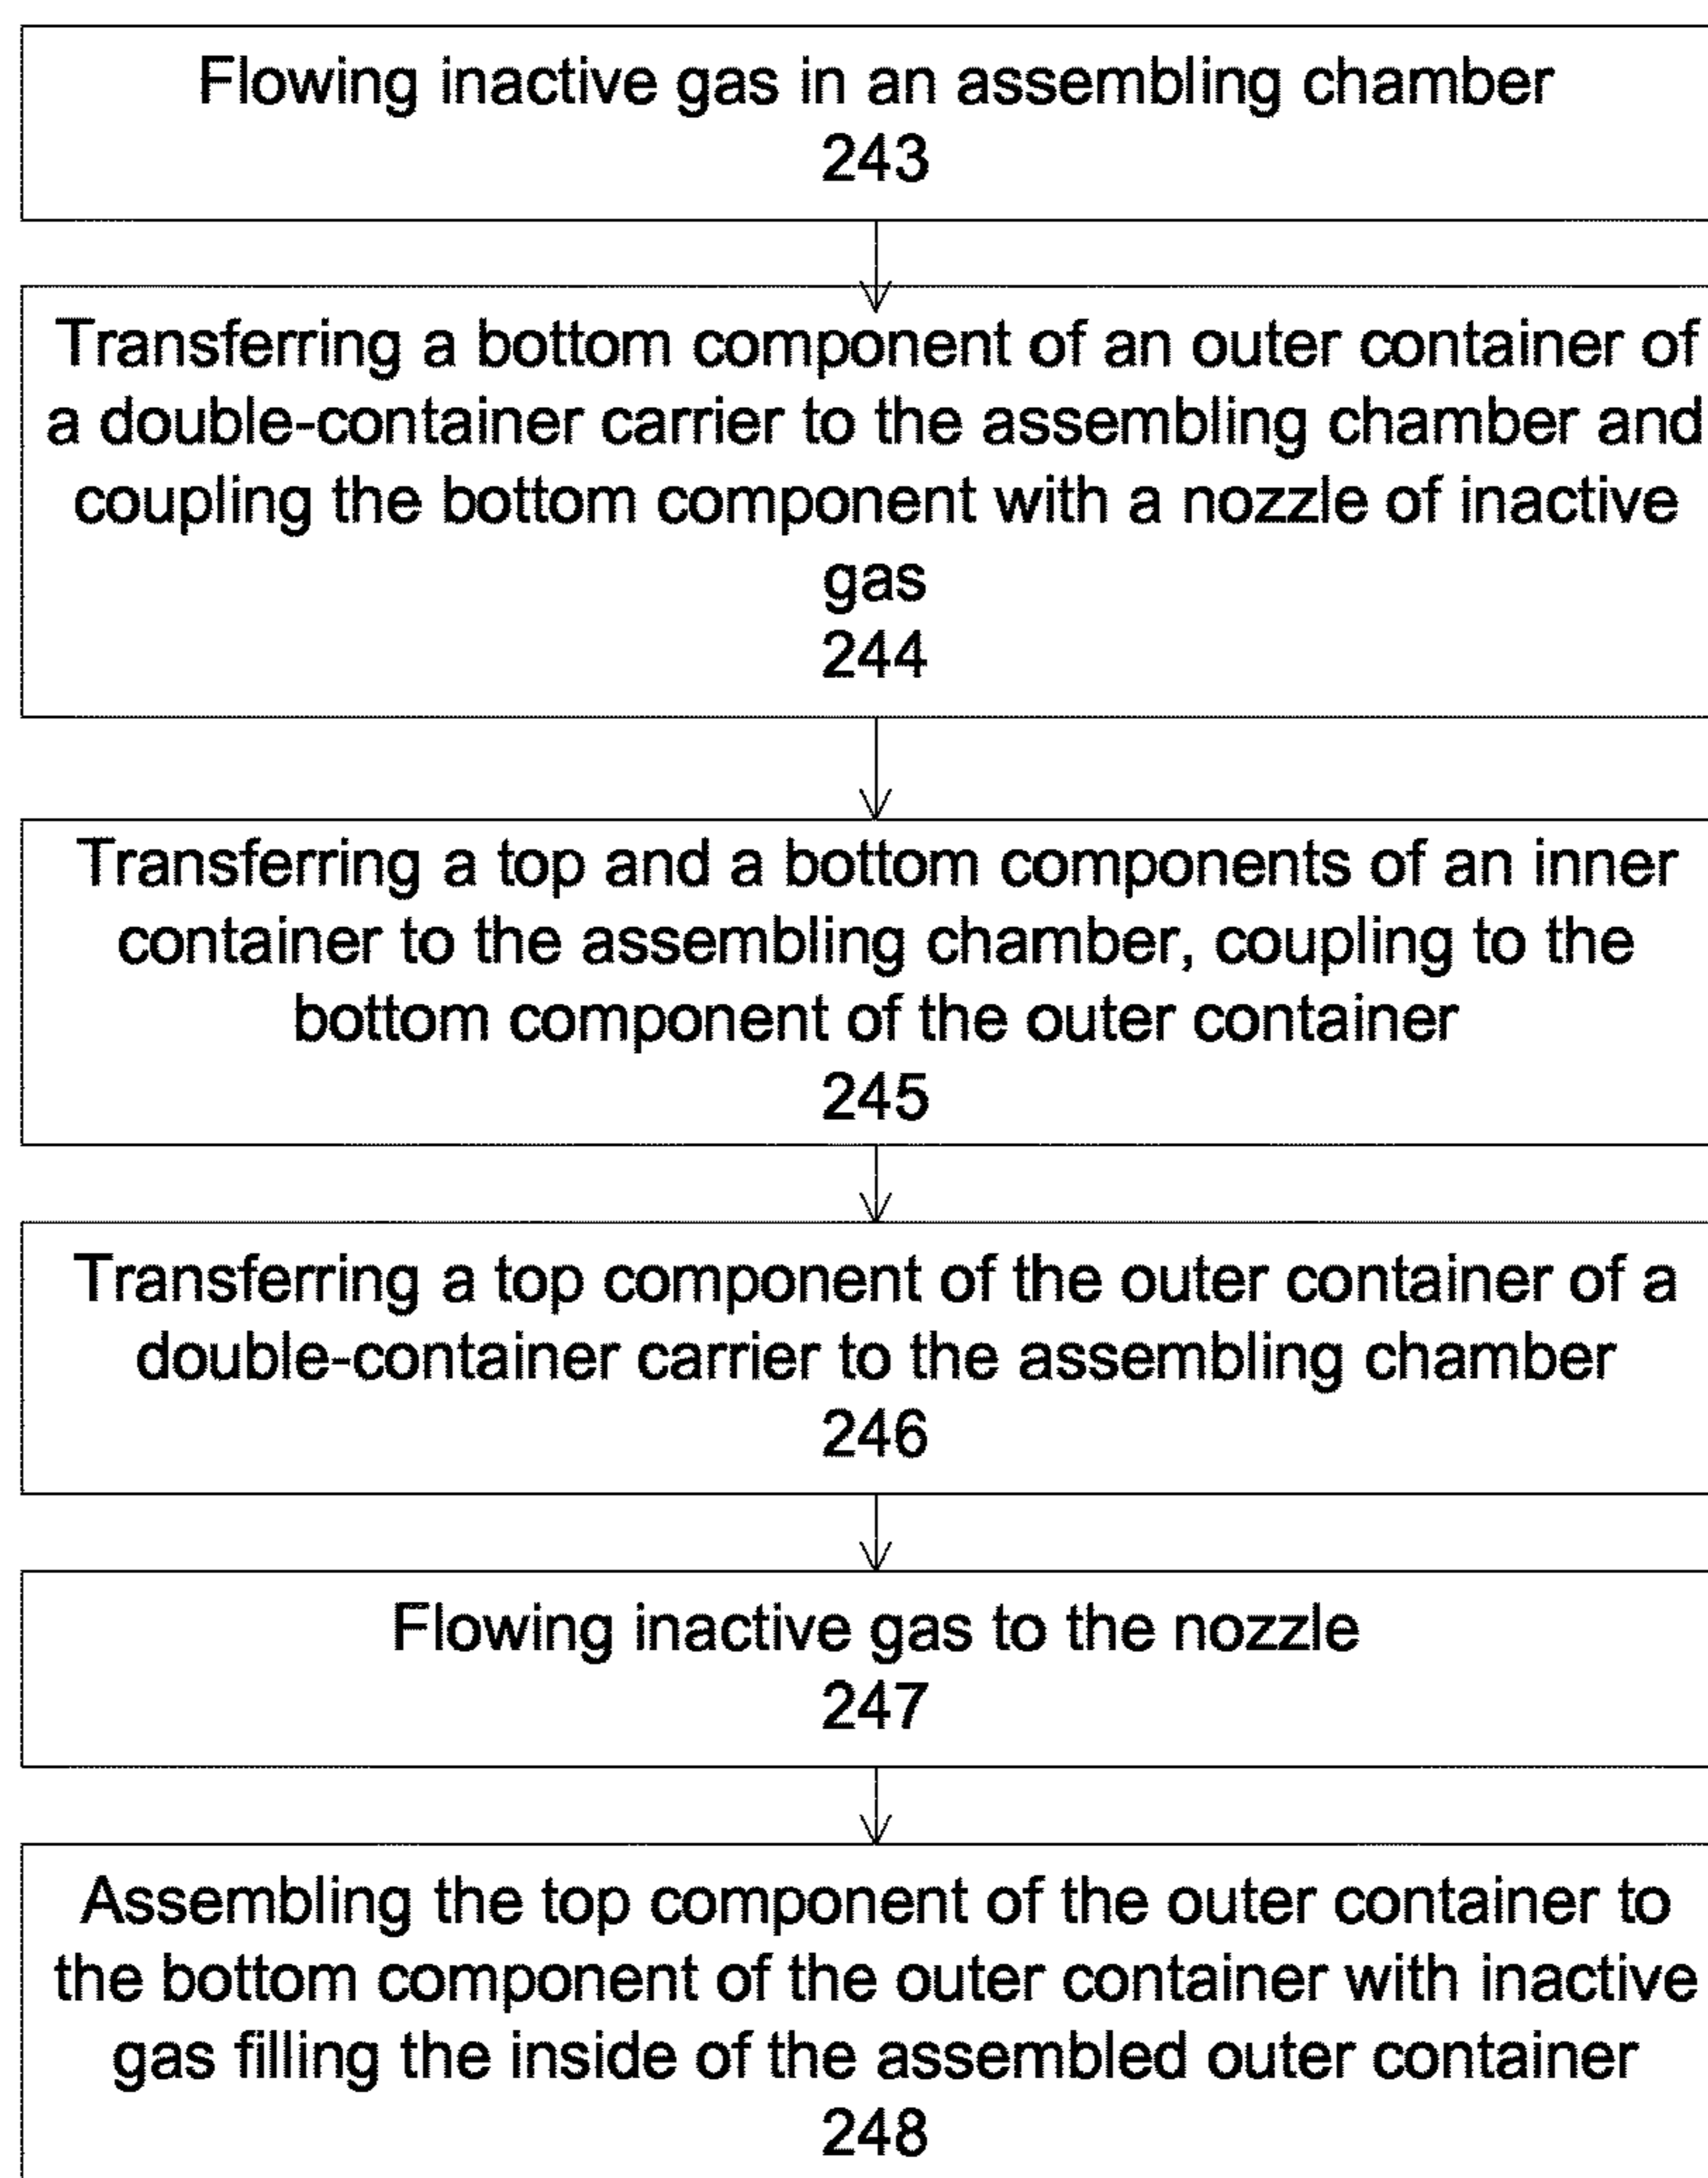 Flowing inactive gas in an assembling chamber
243
Transferring a bottom component of an outer container of
a double-container carrier to the assembling chamber and
coupling the bottom component with a nozzle of inactive
gas
244
Transferring a top and a bottom components of an inner
container to the assembling chamber, coupling to the
bottom component of the outer container
245
Transferring a top component of the outer container of a
double-container carrier to the assembling chamber
246
Flowing inactive gas to the nozzle
247
Assembling the top component of the outer container to
the bottom component of the outer container with inactive
gas filling the inside of the assembled outer container
248